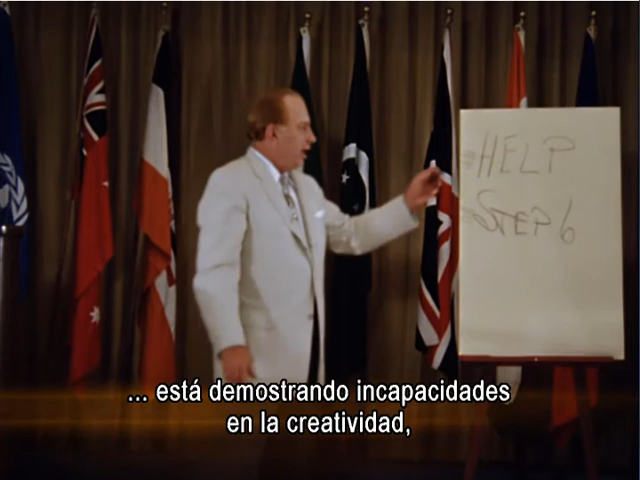 HELP
STEP 6
... está demostrando incapacidades
en la creatividad,